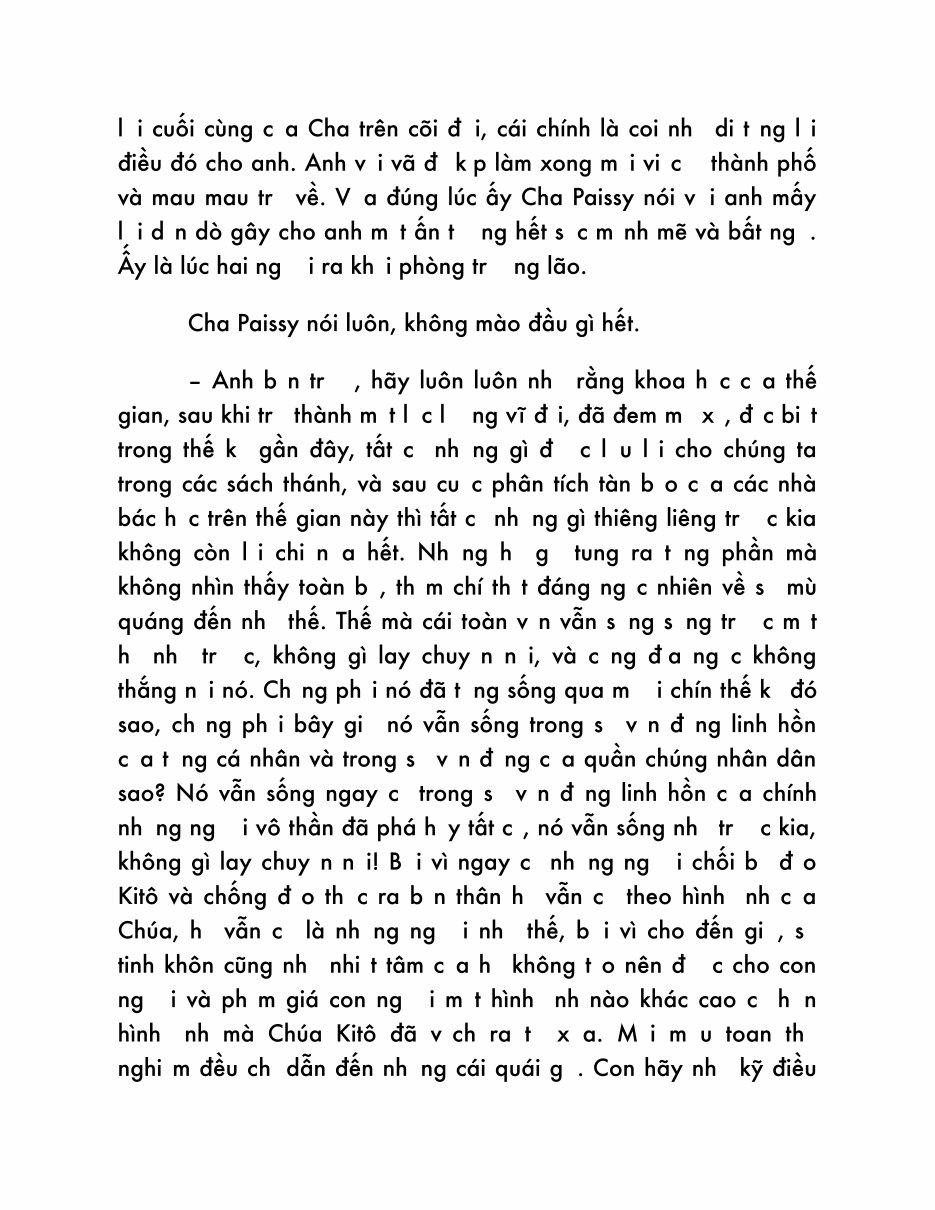 l i cuối cùng c a Cha trên cõi đ i, cái chính là coi nh di t ng l i
điều đó cho anh. Anh v i vã đ k p làm xong m i vi c thành phố
và mau mau tr về. V a đúng lúc ấy Cha Paissy nói v i anh mấy
l i d n dò gây cho anh m t ấn t ng hết s c m nh mẽ và bất ng .
Ấy là lúc hai ng i ra kh i phòng tr ng lão.
Cha Paissy nói luôn, không mào đầu gì hết.
– Anh b n tr , hãy luôn luôn nh rằng khoa h c c a thế
gian, sau khi tr thành m t l c l ng vĩ đ i, đã đem m x , đ c bi t
trong thế k gần đây, tất c nh ng gì đ c l u l i cho chúng ta
trong các sách thánh, và sau cu c phân tích tàn b o c a các nhà
bác h c trên thế gian này thì tất c nh ng gì thiêng liêng tr c kia
không còn l i chi n a hết. Nh ng h g tung ra t ng phần mà
không nhìn thấy toàn b , th m chí th t đáng ng c nhiên về s mù
quáng đến nh thế. Thế mà cái toàn v n vẫn s ng s ng tr c m t
h nh tr c, không gì lay chuy n n i, và c ng đ a ng c không
thắng n i nó. Ch ng ph i nó đã t ng sống qua m i chín thế k đó
sao, ch ng ph i bây gi nó vẫn sống trong s v n đ ng linh hồn
c a t ng cá nhân và trong s v n đ ng c a quần chúng nhân dân
sao? Nó vẫn sống ngay c trong s v n đ ng linh hồn c a chính
nh ng ng i vô thần đã phá h y tất c , nó vẫn sống nh tr c kia,
không gì lay chuy n n i! B i vì ngay c nh ng ng i chối b đ o
Kitô và chống đ o th c ra b n thân h vẫn c theo hình nh c a
Chúa, h vẫn c là nh ng ng i nh thế, b i vì cho đến gi , s
tinh khôn cũng nh nhi t tâm c a h không t o nên đ c cho con
ng i và ph m giá con ng i m t hình nh nào khác cao c h n
hình nh mà Chúa Kitô đã v ch ra t x a. M i m u toan th
nghi m đều ch dẫn đến nh ng cái quái g . Con hãy nh kỹ điều